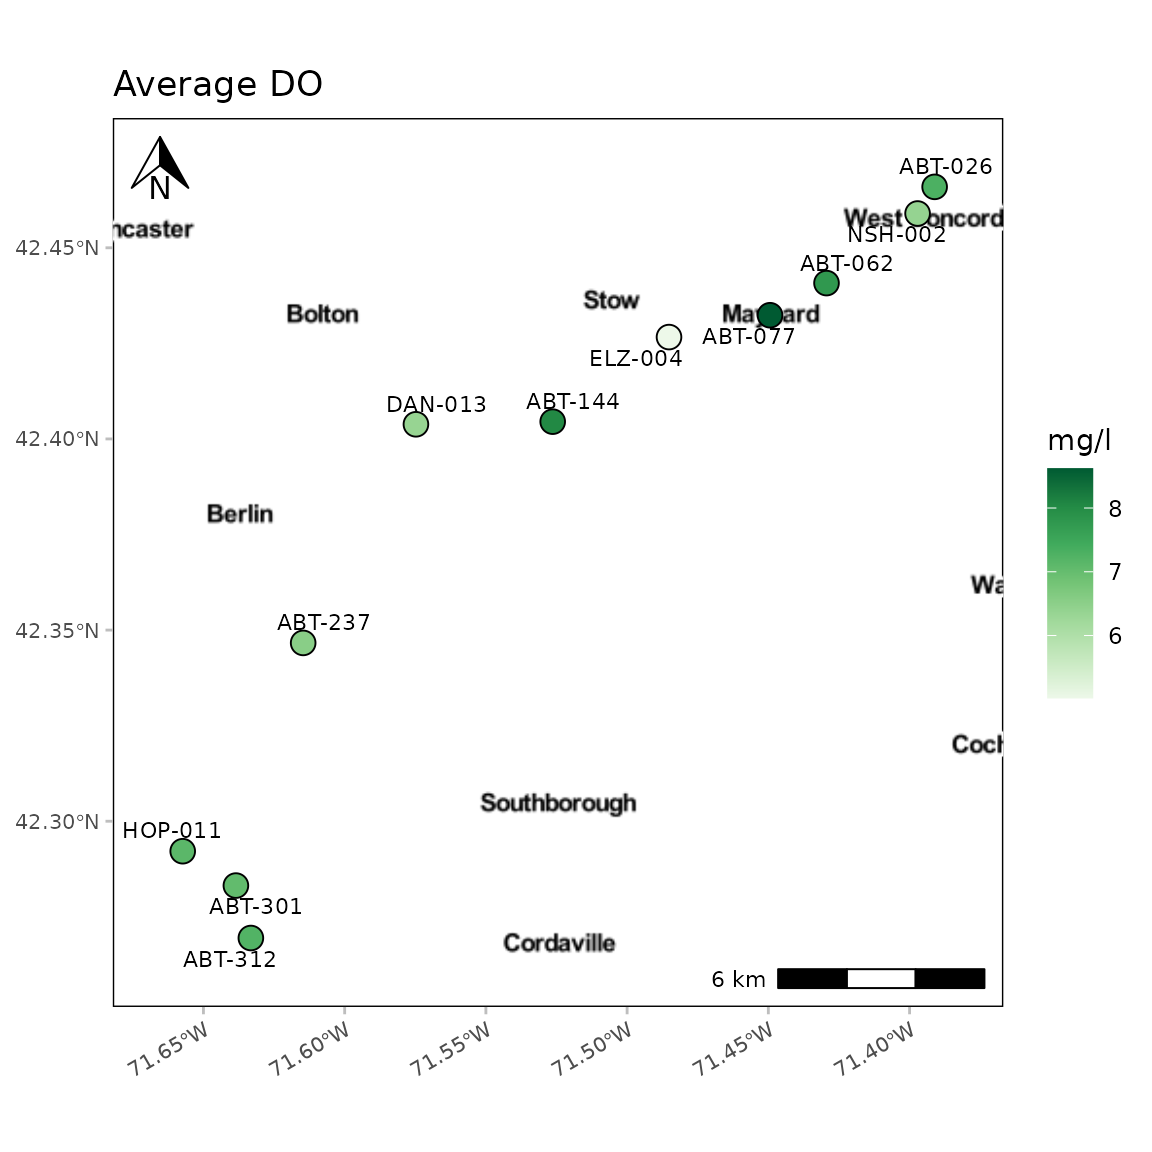 Average DO
N
ABT-026
ncaster
West
oncord
NSH-002
42.45°N
ABT-062
Stow
Bolton
May
ard
ABT-077
ELZ-004
DAN-013
ABT-144
42.40°N
mg/l
8
7
6
Berlin
Wa
ABT-237
42.35°N
Coch
Southborough
42.30°N
HOP-011
ABT-301
Cordaville
ABT-312
6 km
71.65°W
71.60°W
71.55°W
71.50°W
71.45°W
71.40°W